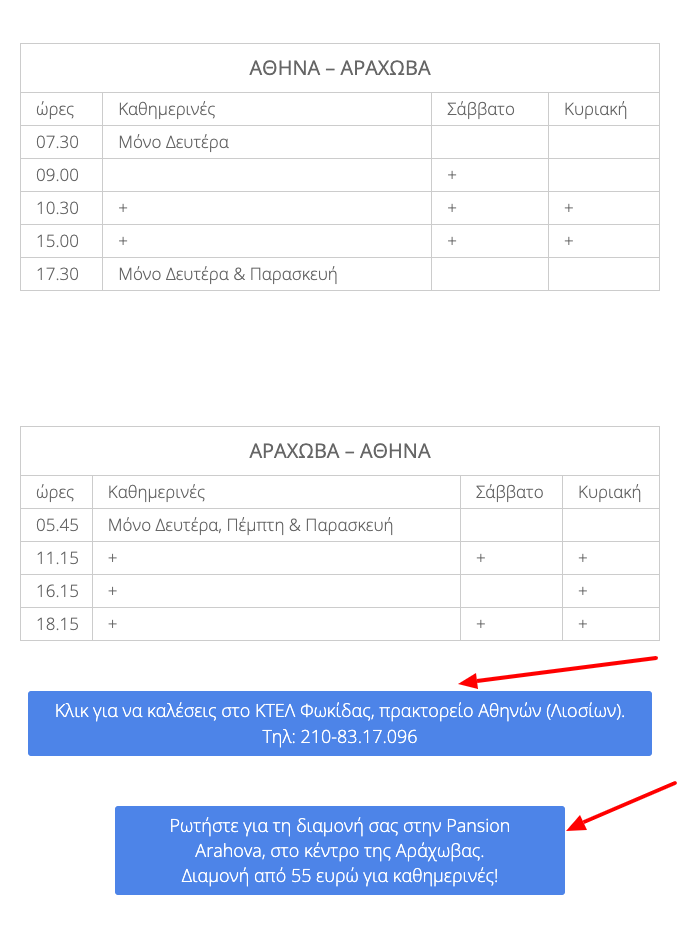 ΑΘΗΝΑ – ΑΡΑΧΩΒΑ
ώρες Καθημερινές Σάββατο Κυριακή
07.30 Μόνο Δευτέρα
09.00 +
10.30 + + +
15.00 + + +
17.30 Μόνο Δευτέρα & Παρασκευή
ΑΡΑΧΩΒΑ – ΑΘΗΝΑ
ώρες Καθημερινές Σάββατο Κυριακή
05.45 Μόνο Δευτέρα, Πέμπτη & Παρασκευή
11.15 + + +
16.15 + +
18.15 + + +
Κλικ για να καλέσεις στο ΚΤΕΛ Φωκίδας, πρακτορείο Αθηνών (Λιοσίων).
Τηλ: 210-83.17.096
Ρωτήστε για τη διαμονή σας στην Pansion
Arahova, στο κέντρο της Αράχωβας.
Διαμονή από 55 ευρώ για καθημερινές!